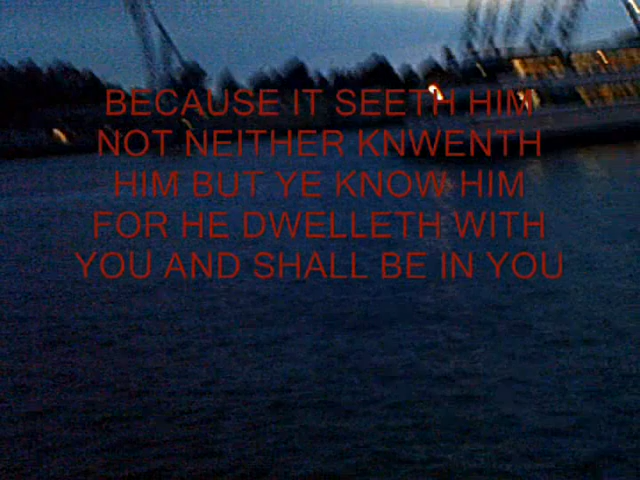 BECAUSE IT SEETH HIM
NOT NEITHER KNWENTH
HIM BUT YE KNOW HIM
FOR HE DWELLETH WITH
YOU AND SHALL BE IN YOU